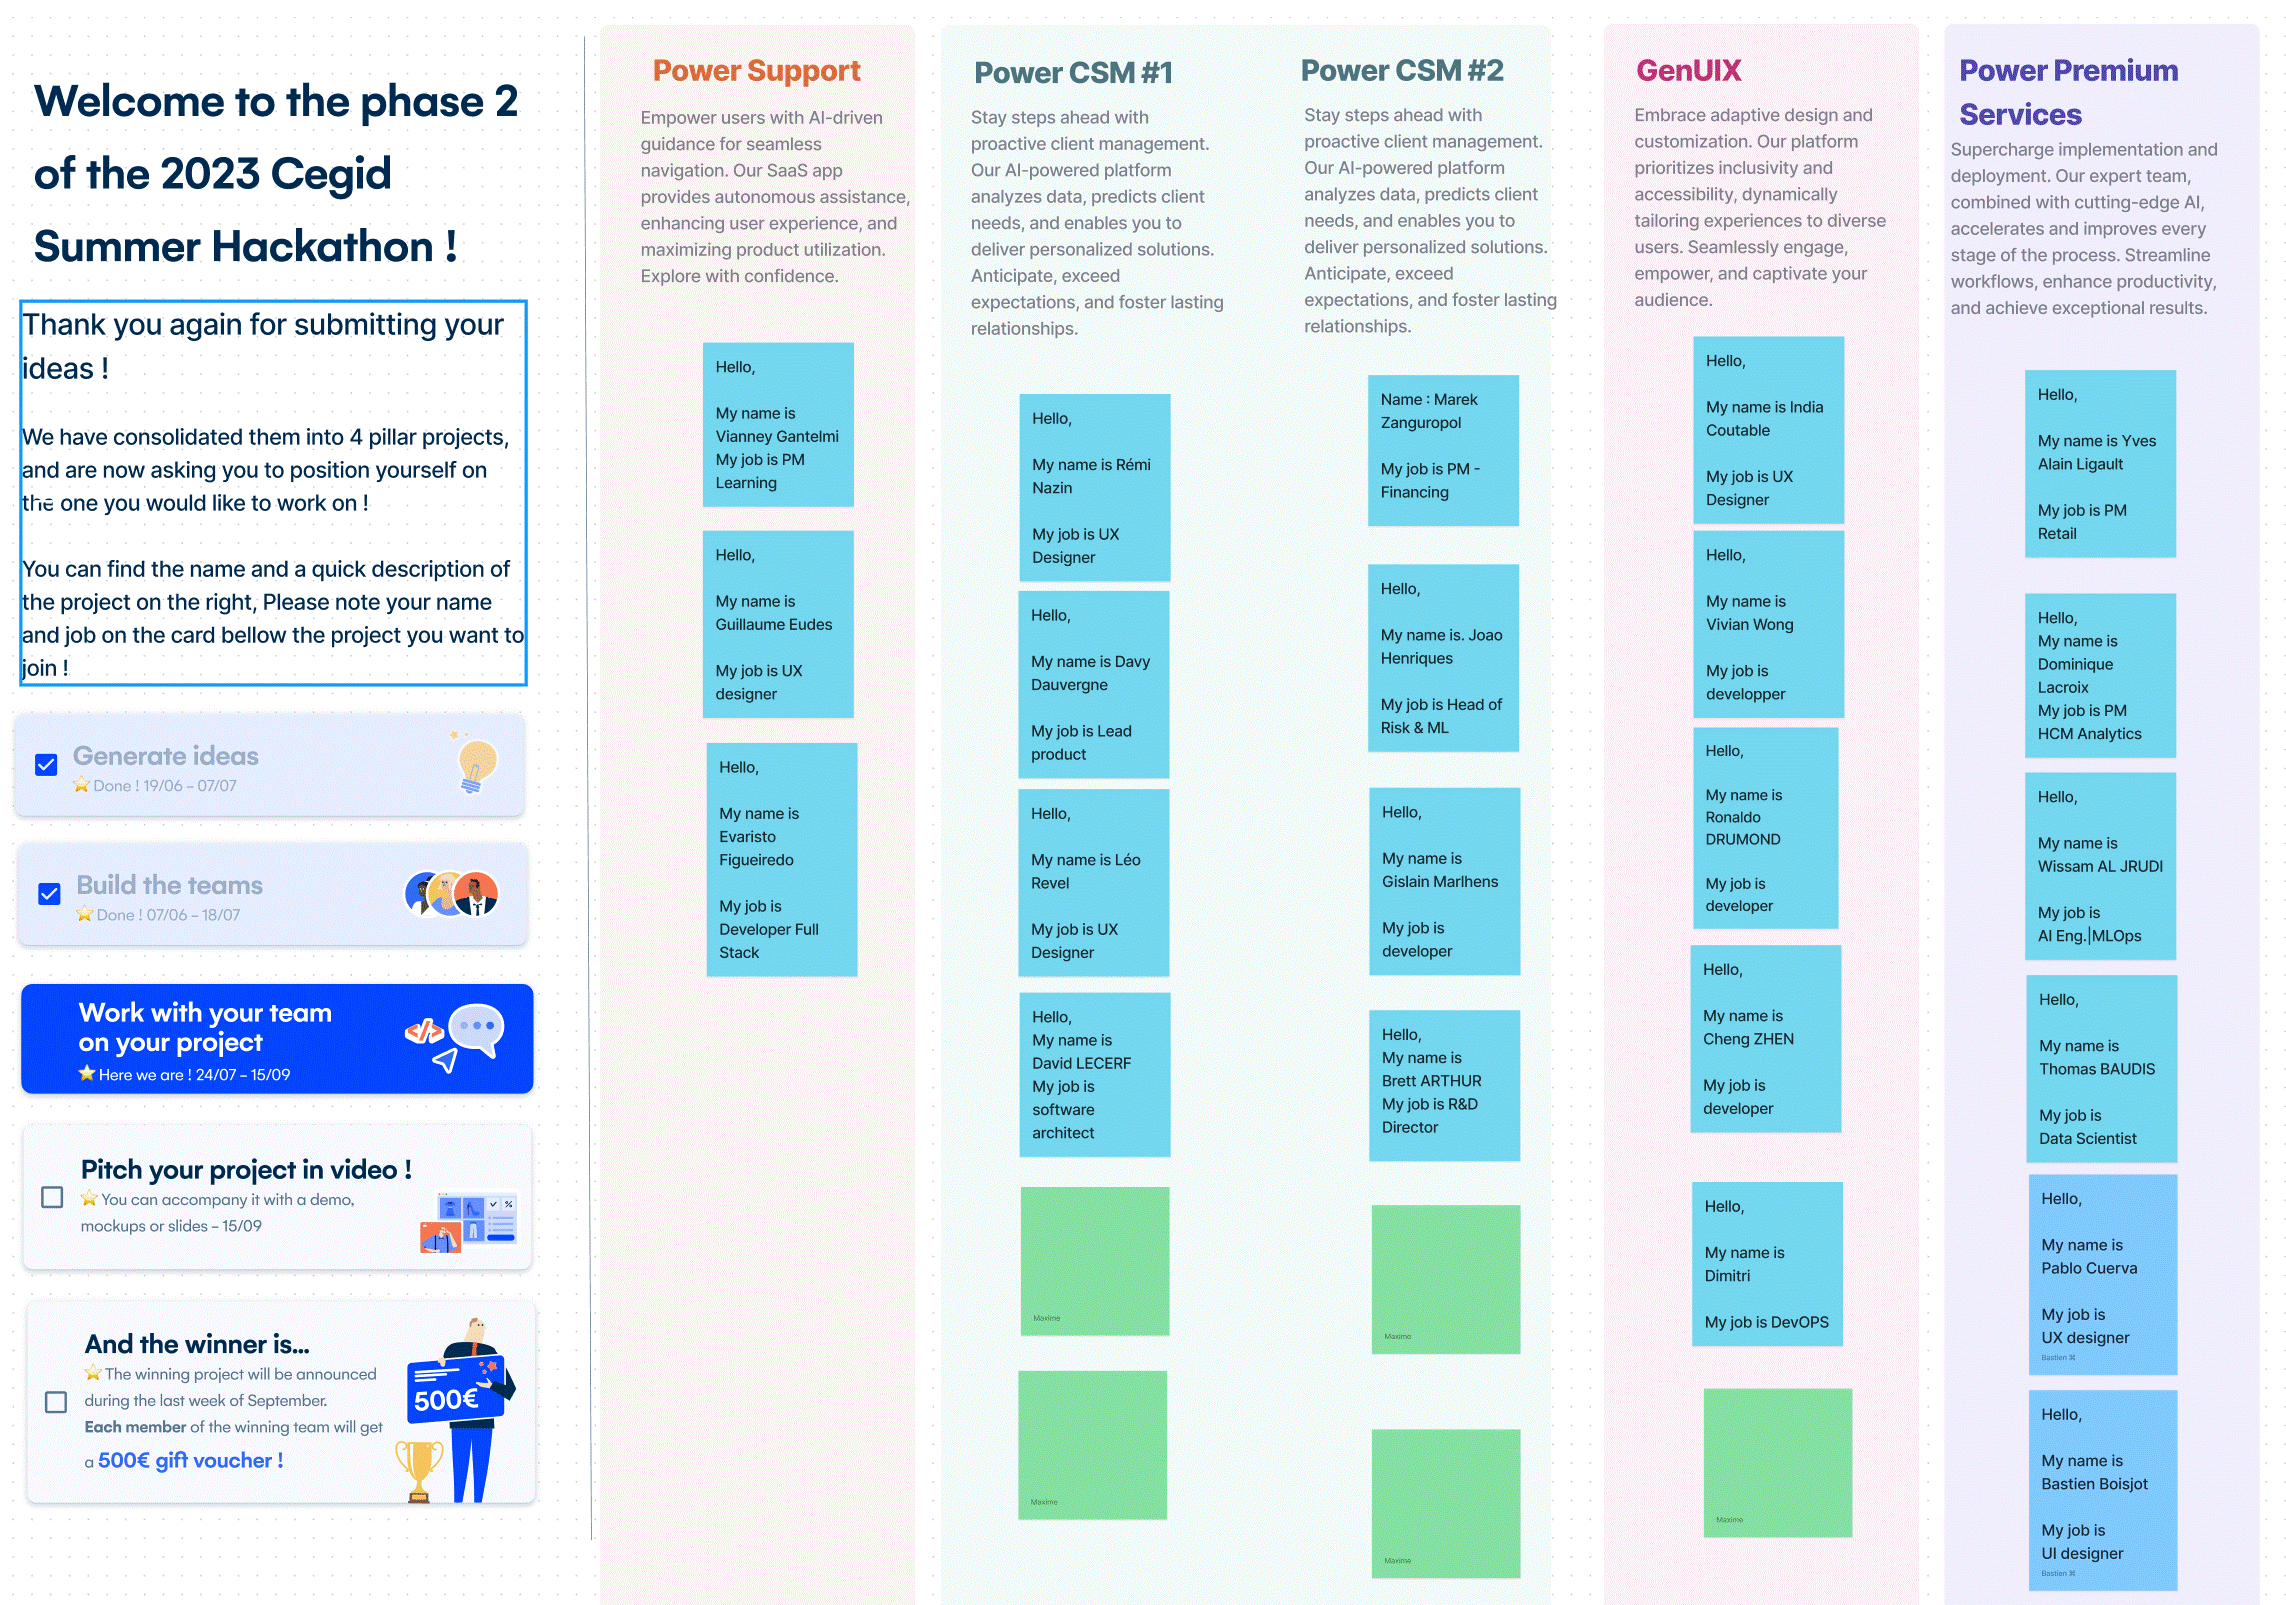 Welcome to the phase 2
of the 2023 Cegid
Summer Hackathon !
Thank you again for submitting your
ideas !
We have consolidated them into 4 pillar projects,
and are now asking you to position yourself on
the one you would like to work on !
You can find the name and a quick description of
the project on the right, Please note your name
and job on the card bellow the project you want to
join !
Generate ideas
Done ! 19/06 – 07/07
Build the teams
Done ! 07/06 – 18/07
Work with your team
on your project
Here we are ! 24/07 – 15/09
Pitch your project in video !
You can accompany it with a demo,
mockups or slides – 15/09
And the winner is...
The winning project will be announced
during the last week of September.
Each member of the winning team will get
a 500€ gift voucher !
500€
Power Support
Empower users with AI-driven
guidance for seamless
navigation. Our SaaS app
provides autonomous assistance,
enhancing user experience, and
maximizing product utilization.
Explore with confidence.
Hello,
My name is
Vianney Gantelmi
My job is PM
Learning
Hello,
My name is
Guillaume Eudes
My job is UX
designer
Hello,
My name is
Evaristo
Figueiredo
My job is
Developer Full
Stack
Power CSM #1
Stay steps ahead with
proactive client management.
Our AI-powered platform
analyzes data, predicts client
needs, and enables you to
deliver personalized solutions.
Anticipate, exceed
expectations, and foster lasting
relationships.
Hello,
My name is Rémi
Nazin
My job is UX
Designer
Hello,
My name is Davy
Dauvergne
My job is Lead
product
Hello,
My name is Léo
Revel
My job is UX
Designer
Hello,
My name is
David LECERF
My job is
software
architect
Maxime
Maxime
Power CSM #2
Stay steps ahead with
proactive client management.
Our AI-powered platform
analyzes data, predicts client
needs, and enables you to
deliver personalized solutions.
Anticipate, exceed
expectations, and foster lasting
relationships.
Name : Marek
Zanguropol
My job is PM -
Financing
Hello,
My name is. Joao
Henriques
My job is Head of
Risk & ML
Hello,
My name is
Gislain Marlhens
My job is
developer
Hello,
My name is
Brett ARTHUR
My job is R&D
Director
Maxime
Maxime
GenUIX
Embrace adaptive design and
customization. Our platform
prioritizes inclusivity and
accessibility, dynamically
tailoring experiences to diverse
users. Seamlessly engage,
empower, and captivate your
audience.
Hello,
My name is India
Coutable
My job is UX
Designer
Hello,
My name is
Vivian Wong
My job is
developper
Hello,
My name is
Ronaldo
DRUMOND
My job is
developer
Hello,
My name is
Cheng ZHEN
My job is
developer
Hello,
My name is
Dimitri
My job is DevOPS
Maxime
Power Premium
Services
Supercharge implementation and
deployment. Our expert team,
combined with cutting-edge AI,
accelerates and improves every
stage of the process. Streamline
workflows, enhance productivity,
and achieve exceptional results.
Hello,
My name is Yves
Alain Ligault
My job is PM
Retail
Hello,
My name is
Dominique
Lacroix
My job is PM
HCM Analytics
Hello,
My name is
Wissam AL JRUDI
My job is
AI Eng.|MLOps
Hello,
My name is
Thomas BAUDIS
My job is
Data Scientist
Hello,
My name is
Pablo Cuerva
My job is
UX designer
Bastien ⌘
Hello,
My name is
Bastien Boisjot
My job is
UI designer
Bastien ⌘